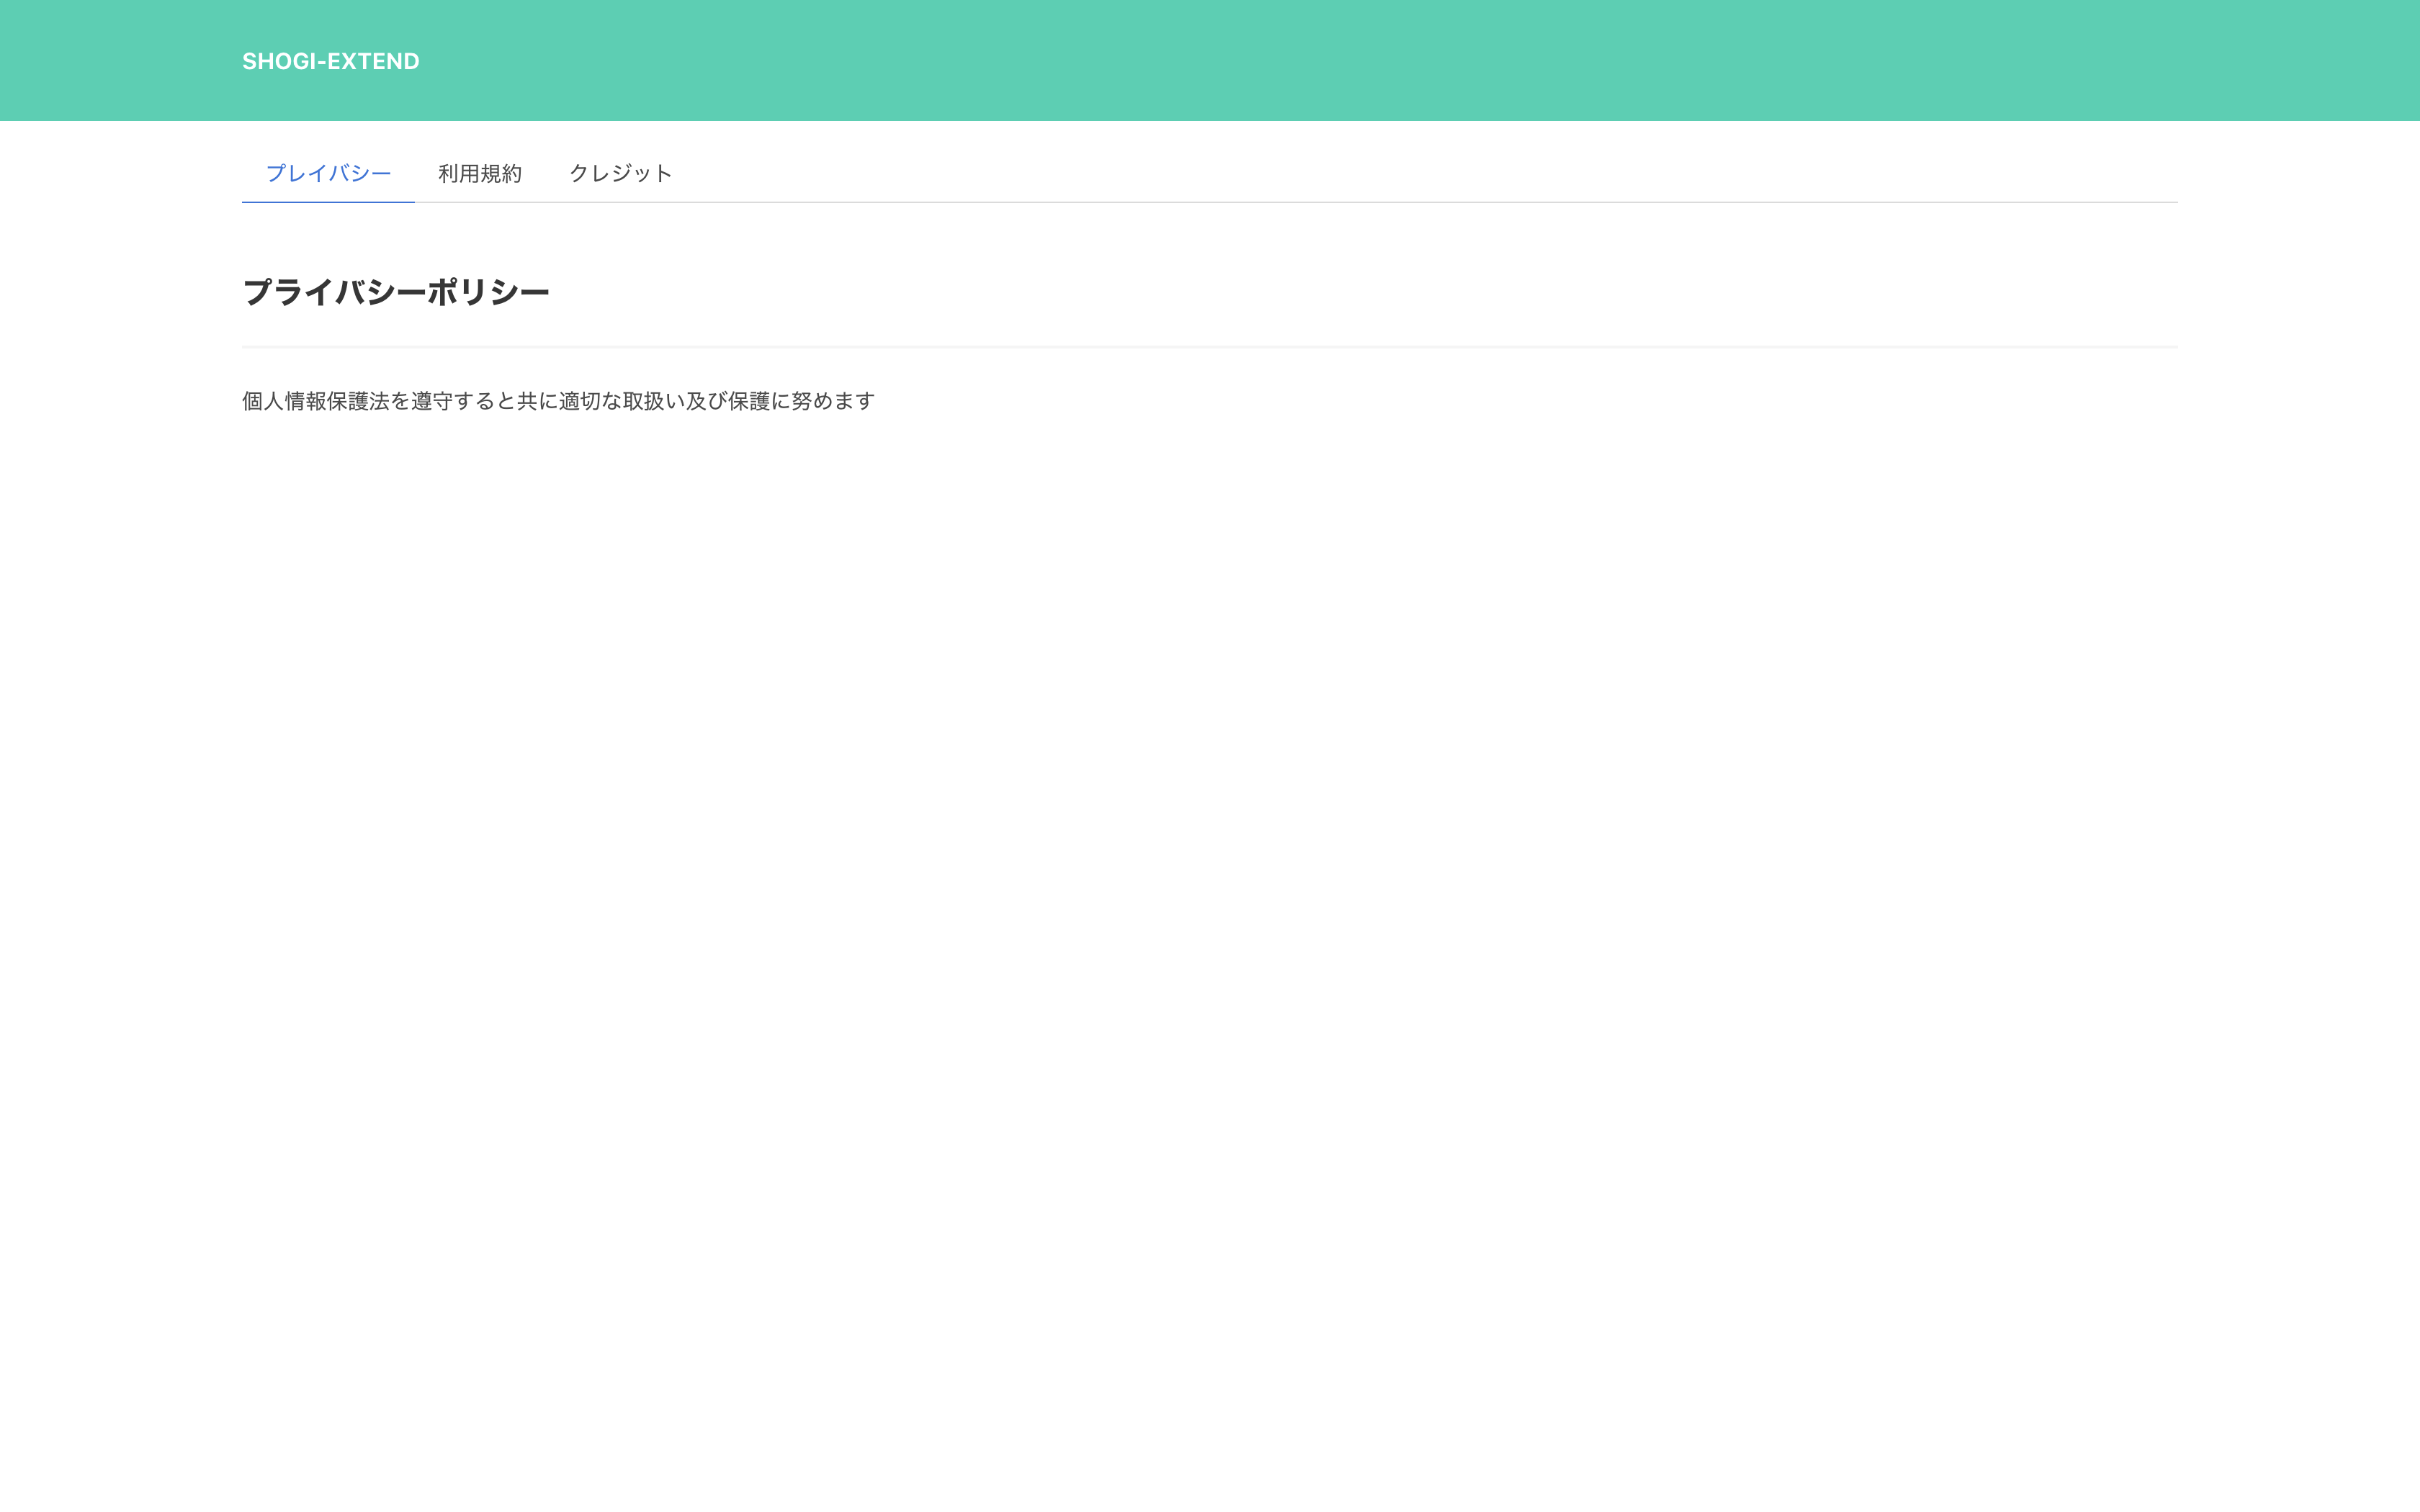 SHOGI-EXTEND
プレイバシー
利用規約
クレジット
プライバシーポリシー
個人情報保護法を遵守すると共に適切な取扱い及び保護に努めます